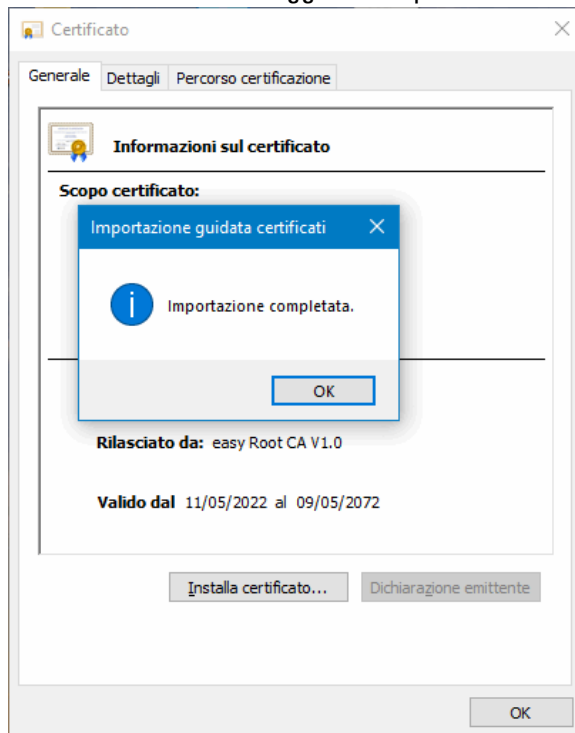 Certificato
Generale Dettagli Percorso certificazione
Informazioni sul certificato
Scopo certificato:
Importazione guidata certificati
Importazione completata.
OK
Rilasciato da: easy Root CA V1.0
Valido dal 11/05/2022 al 09/05/2072
Installa certificato... Dichiarazione emittente
OK